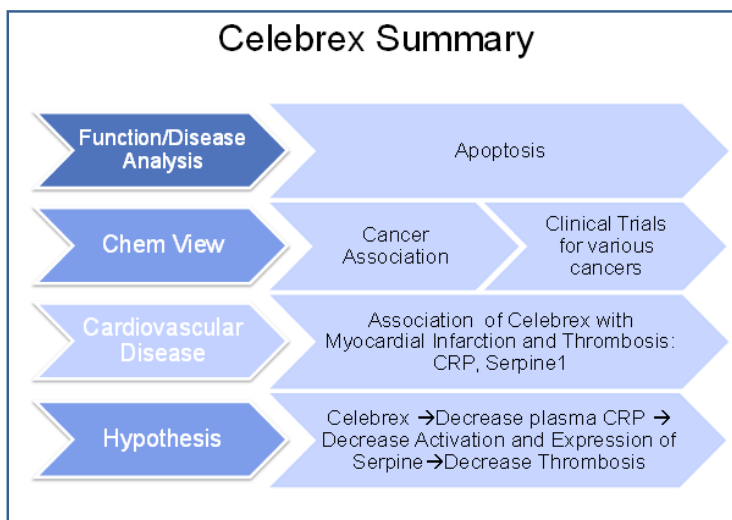 Celebrex Summary
Function/Disease
Analysis
Apoptosis
Chem View
Cancer
Association
Clinical Trials
for various
cancers
Cardiovascular
Disease
Association of Celebrex with
Myocardial Infarction and Thrombosis:
CRP, Serpine1
Hypothesis
Celebrex →Decrease plasma CRP →
Decrease Activation and Expression of
Serpine→Decrease Thrombosis